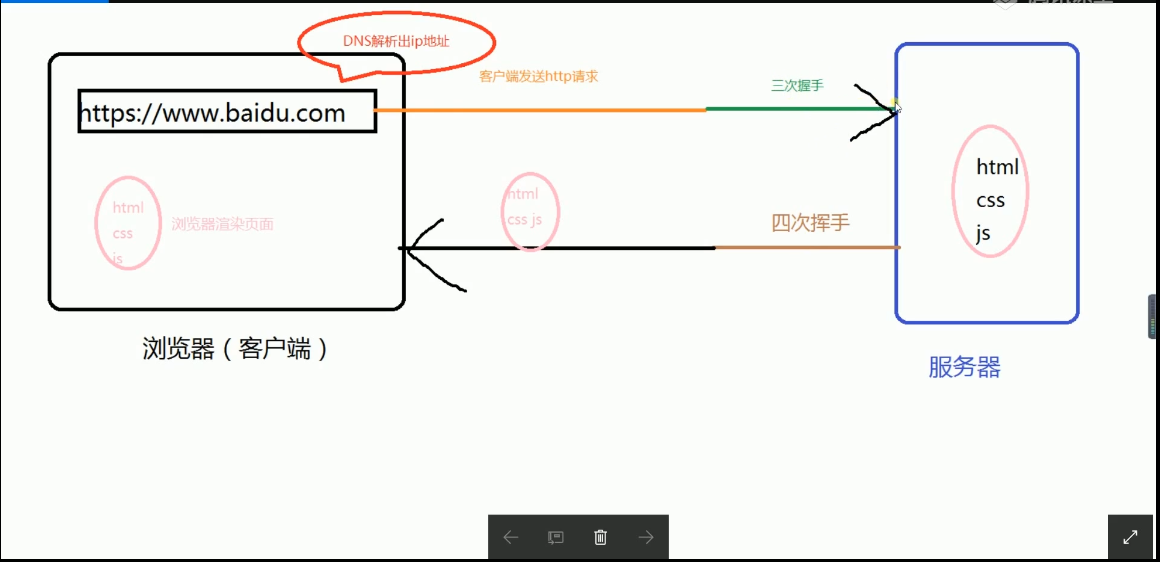 DNS解析出ip地址
客户端发送http请求
三次握手
https://www.baidu.com
html
css
js
浏览器渲染页面
html
css js
四次挥手
html
css
js
浏览器（客户端）
服务器